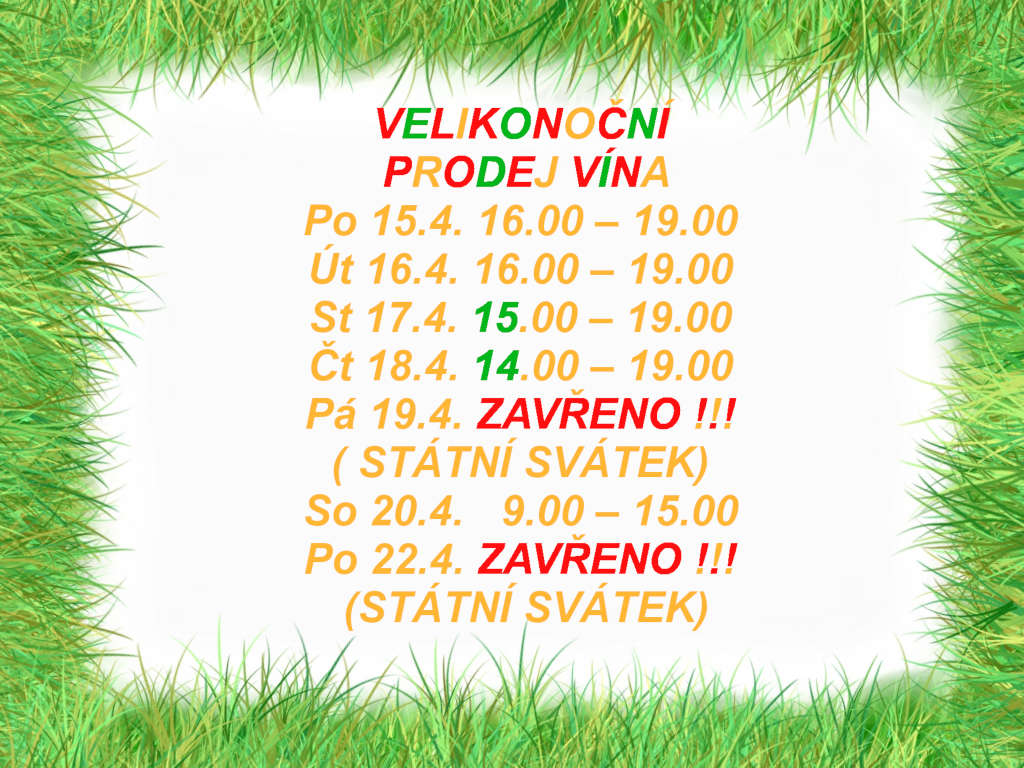 VELIKONOČNÍ
PRODEJ VÍNA
Po 15.4. 16.00 – 19.00
Út 16.4. 16.00 – 19.00
St 17.4. 15.00 – 19.00
Čt 18.4. 14.00 – 19.00
Pá 19.4. ZAVŘENO !!!
( STÁTNÍ SVÁTEK)
So 20.4. 9.00 – 15.00
Po 22.4. ZAVŘENO !!!
(STÁTNÍ SVÁTEK)